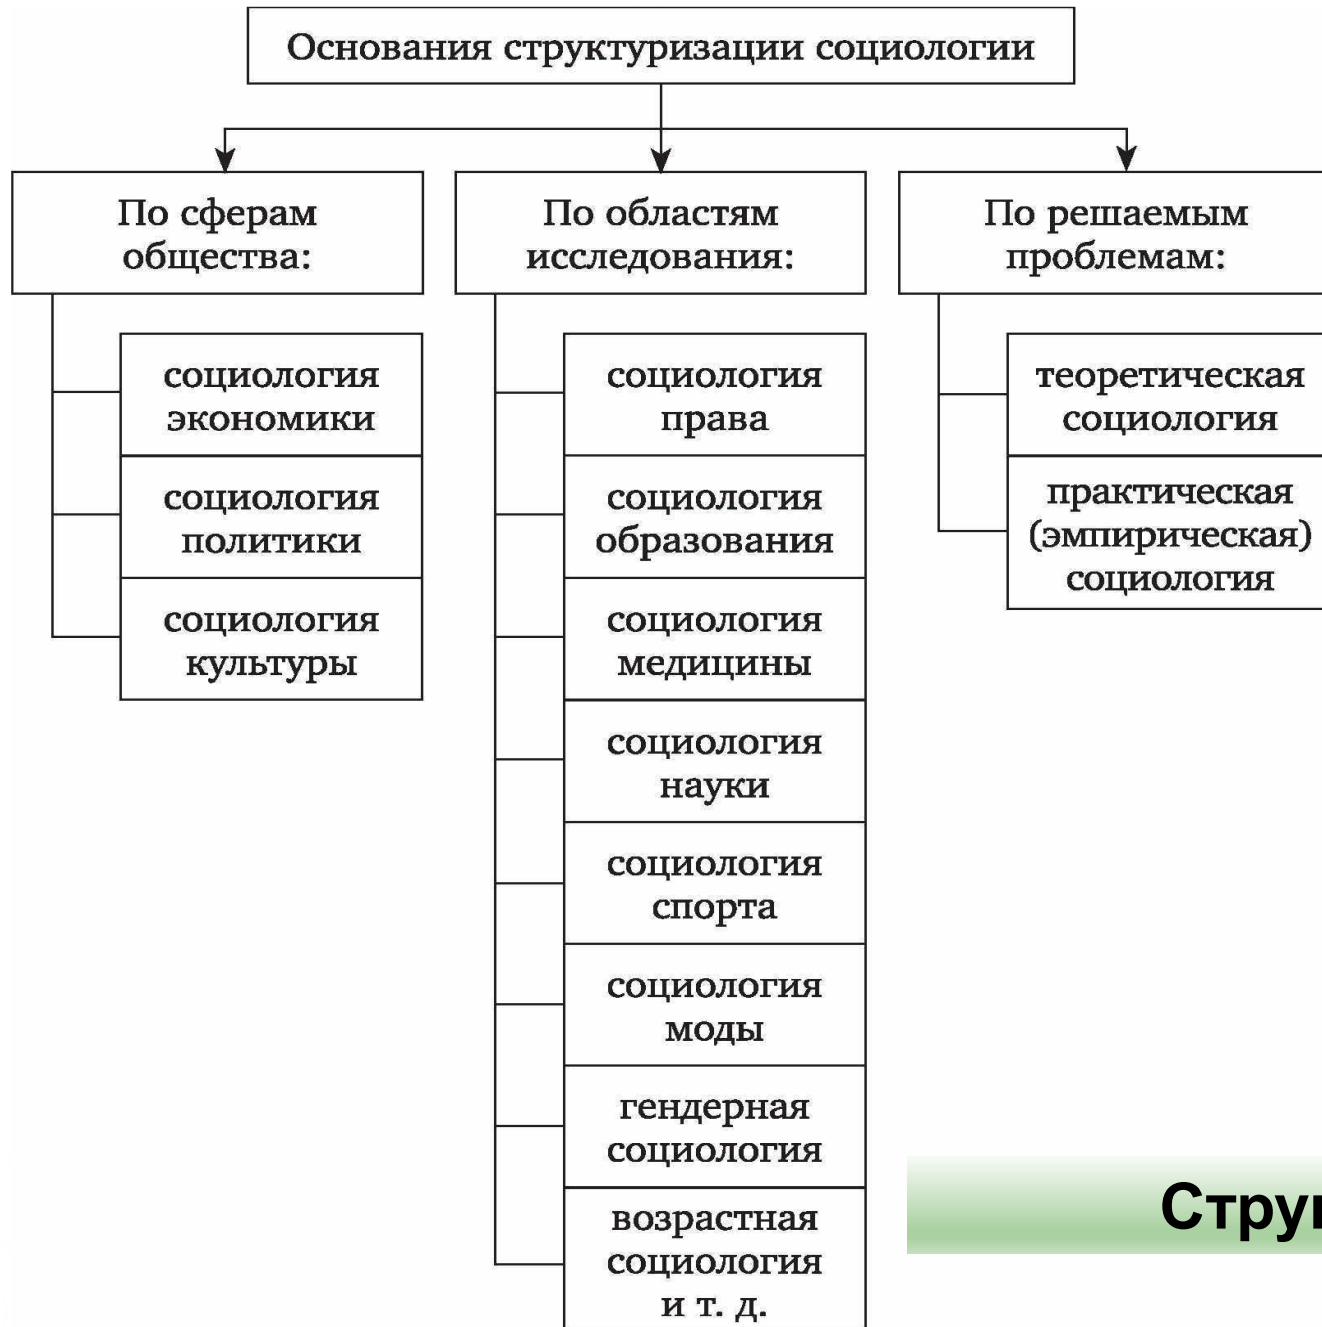 Основания структуризации социологии
По сферам
общества:
социология
экономики
социология
политики
социология
культуры
По областям
исследования:
социология
права
социология
образования
социология
медицины
социология
науки
социология
спорта
социология
моды
гендерная
социология
возрастная
социология
и т. д.
По решаемым
проблемам:
теоретическая
социология
практическая
(эмпирическая)
социология